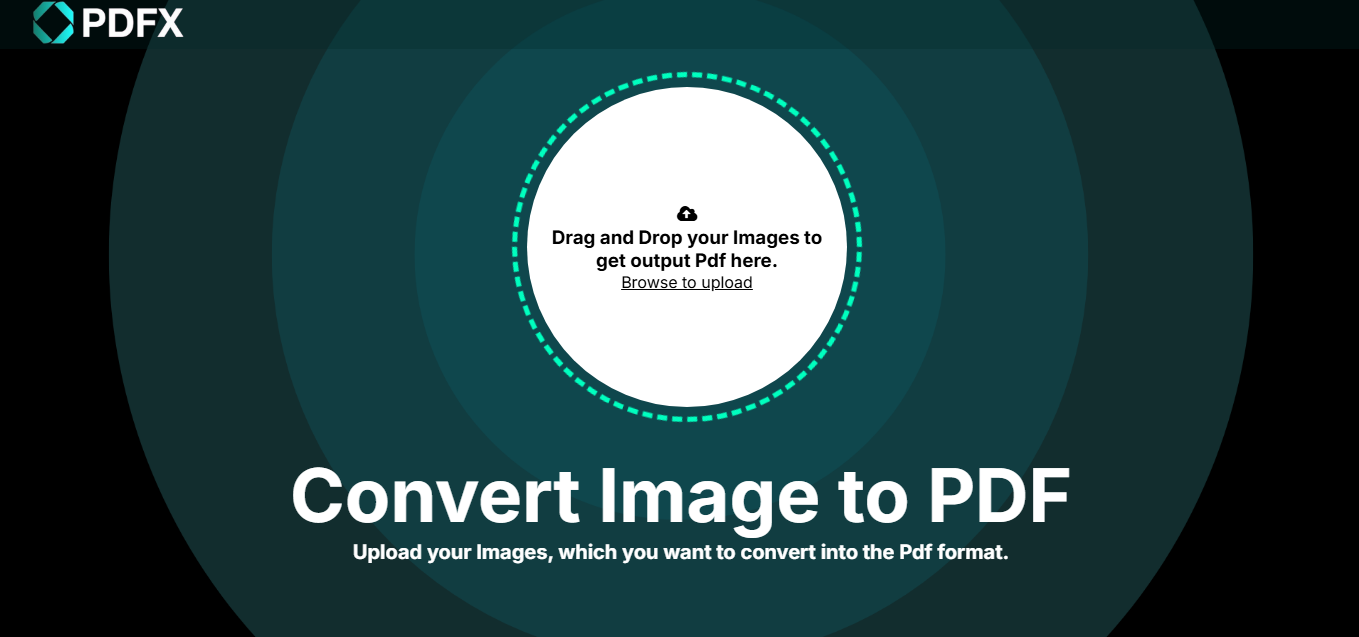 PDFX
Drag and Drop your Images to
get output Pdf here.
Browse to upload
Convert Image to PDF
Upload your Images, which you want to convert into the Pdf format.